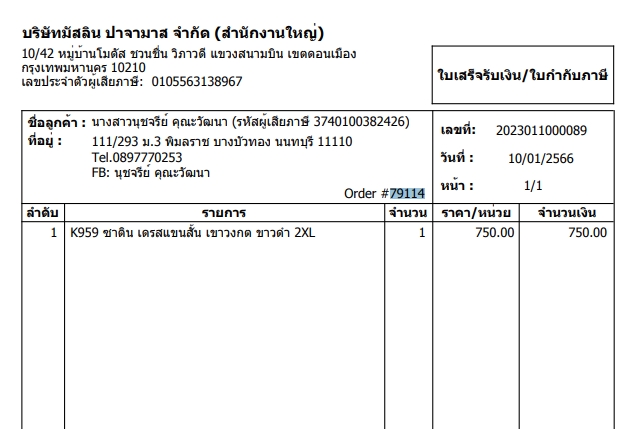 บริษัทมัสลิน ปาจามาส จำกัด (สำนักงานใหญ่)
10/42 หมู่บ้านโมดัส ชวนชื่น วิภาวดี แขวงสนามบิน เขตดอนเมือง
กรุงเทพมหานคร 10210
เลขประจำตัวผู้เสียภาษี: 0105563138967
ใบเสร็จรับเงิน/ใบกำกับภาษี
ชื่อลูกค้า : นางสาวนุชจรีย์ คุณะวัฒนา (รหัสผู้เสียภาษี 3740100382426)
ที่อยู่ : 111/293 ม.3 พิมลราช บางบัวทอง นนทบุรี 11110
Tel.0897770253
FB: นุชจรีย์ คุณะวัฒนา
Order #79114
เลขที่: 2023011000089
วันที่ : 10/01/2566
หน้า : 1/1
ลำดับ รายการ จำนวน ราคา/หน่วย จำนวนเงิน
1 K959 ซาติน เดรสแขนสั้น เขาวงกต ขาวดำ 2XL 1 750.00 750.00